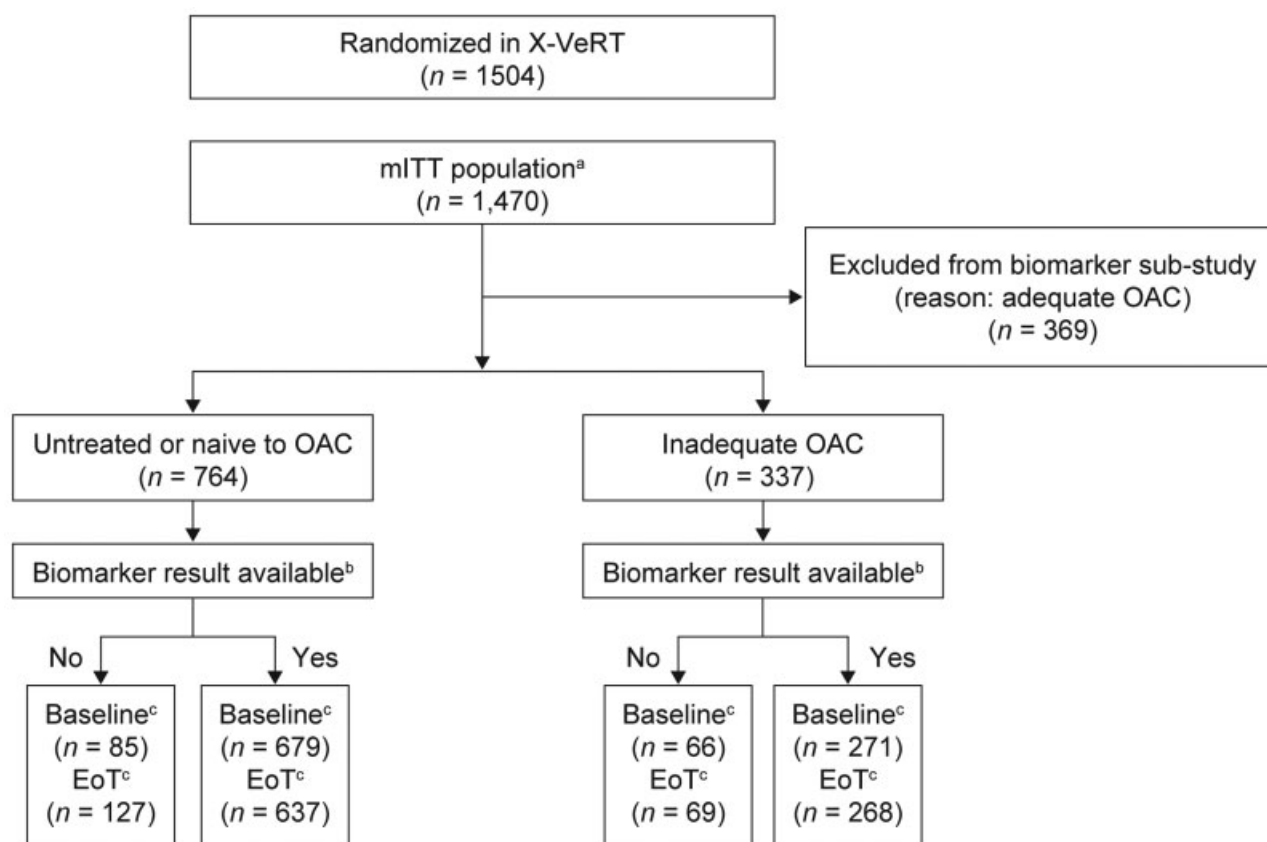 Randomized in X-VeRT
(n = 1504)
mITT populationᵃ
(n = 1,470)
Excluded from biomarker sub-study
(reason: adequate OAC)
(n = 369)
Untreated or naive to OAC
(n = 764)
Inadequate OAC
(n = 337)
Biomarker result availableᵇ
Biomarker result availableᵇ
No
Yes
No
Yes
Baselineᶜ
(n = 85)
EoTᶜ
(n = 127)
Baselineᶜ
(n = 679)
EoTᶜ
(n = 637)
Baselineᶜ
(n = 66)
EoTᶜ
(n = 69)
Baselineᶜ
(n = 271)
EoTᶜ
(n = 268)